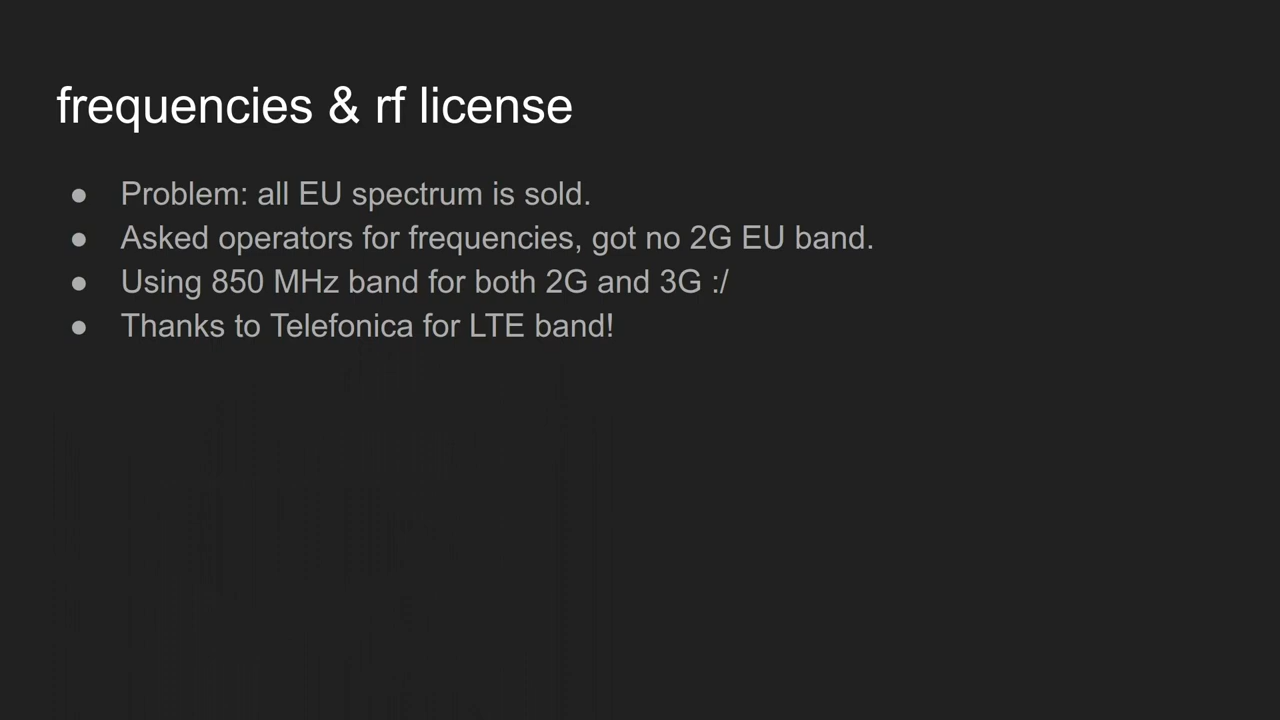 frequencies & rf license
● Problem: all EU spectrum is sold.
● Asked operators for frequencies, got no 2G EU band.
● Using 850 MHz band for both 2G and 3G :/
● Thanks to Telefonica for LTE band!